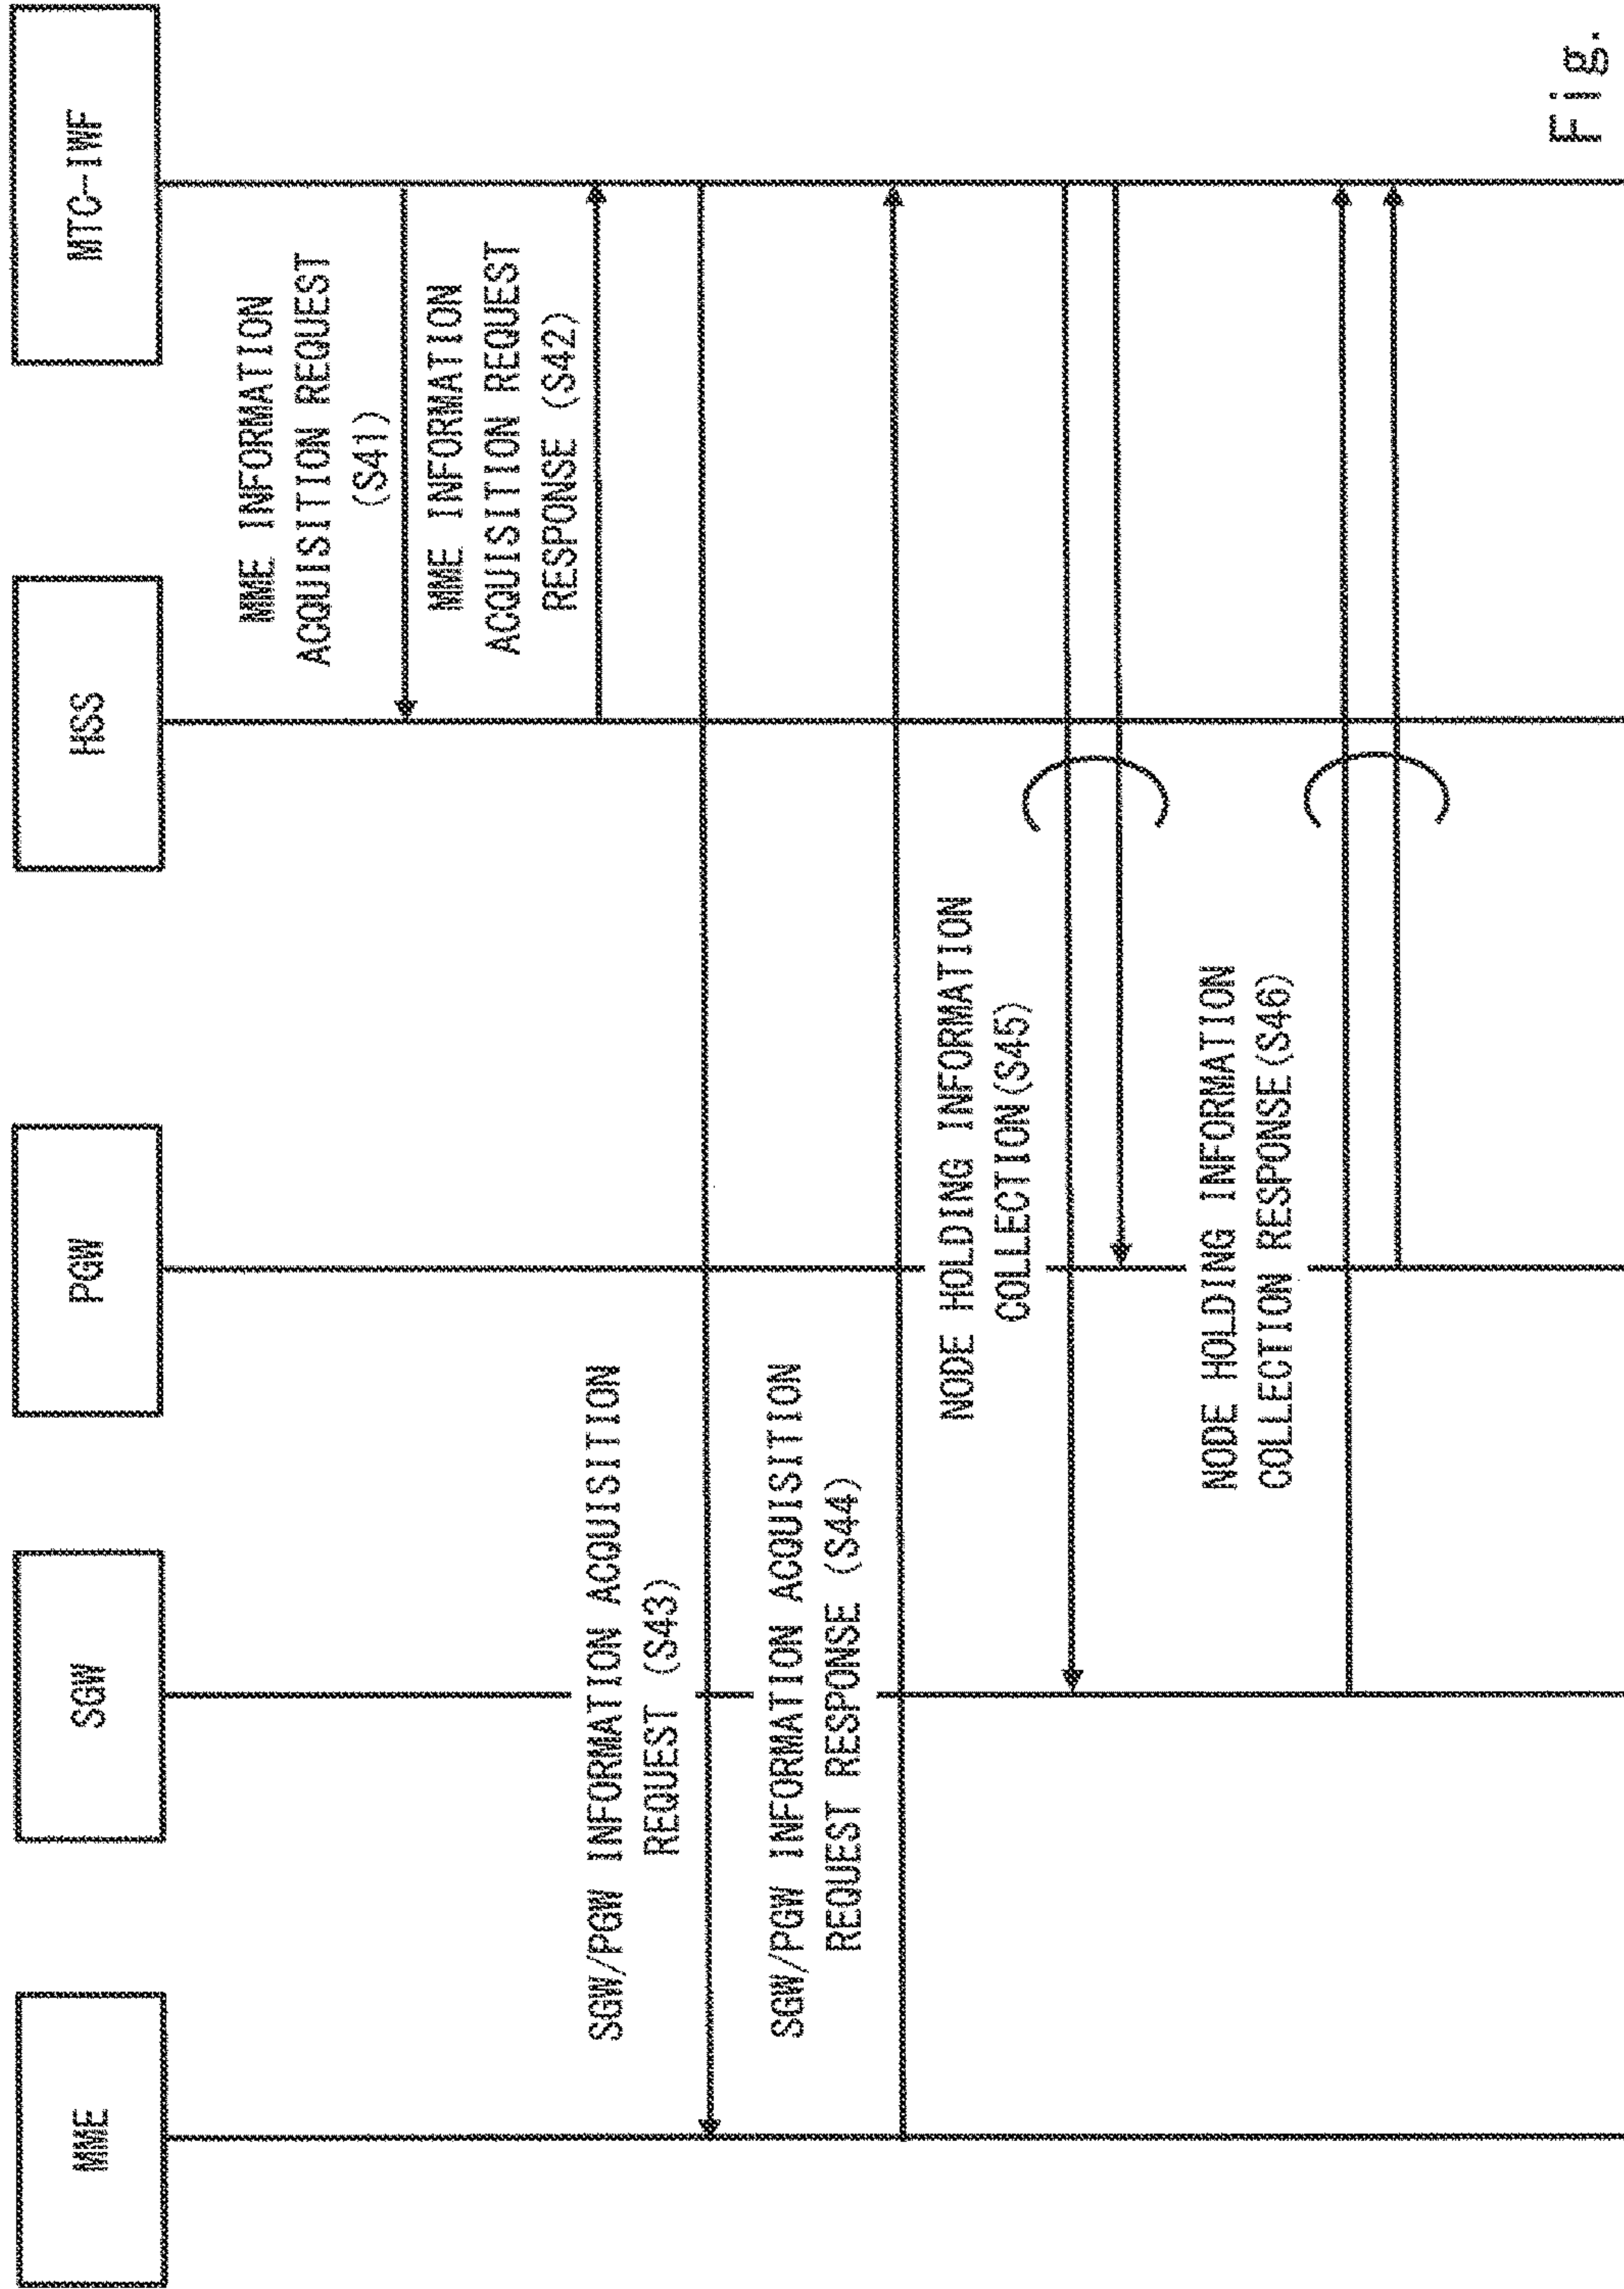 MME
SGW
PGW
HSS
MTC-IWF
MME INFORMATION
ACQUISITION REQUEST
(S41)
MME INFORMATION
ACQUISITION REQUEST
RESPONSE (S42)
SGW/PGW INFORMATION ACQUISITION
REQUEST (S43)
SGW/PGW INFORMATION ACQUISITION
REQUEST RESPONSE (S44)
NODE HOLDING INFORMATION
COLLECTION(S45)
NODE HOLDING INFORMATION
COLLECTION RESPONSE(S46)
Fig.